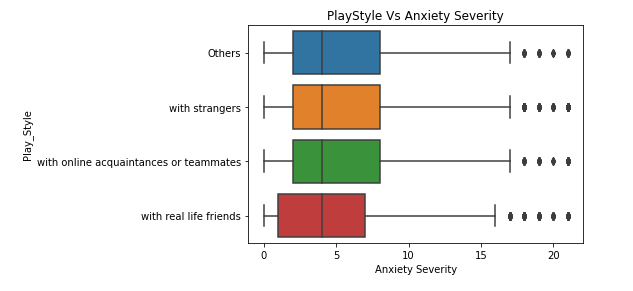 PlayStyle Vs Anxiety Severity
Play_Style
Others
with strangers
with online acquaintances or teammates
with real life friends
0 5 10 15 20
Anxiety Severity